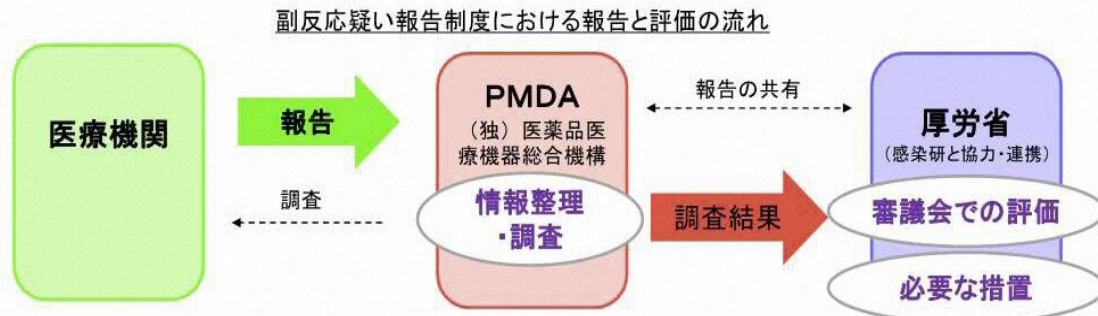 副反応疑い報告制度における報告と評価の流れ
医療機関
報告
調査
PMDA
（独）医薬品医
療機器総合機構
情報整理
・調査
報告の共有
調査結果
厚労省
（感染研と協力・連携）
審議会での評価
必要な措置